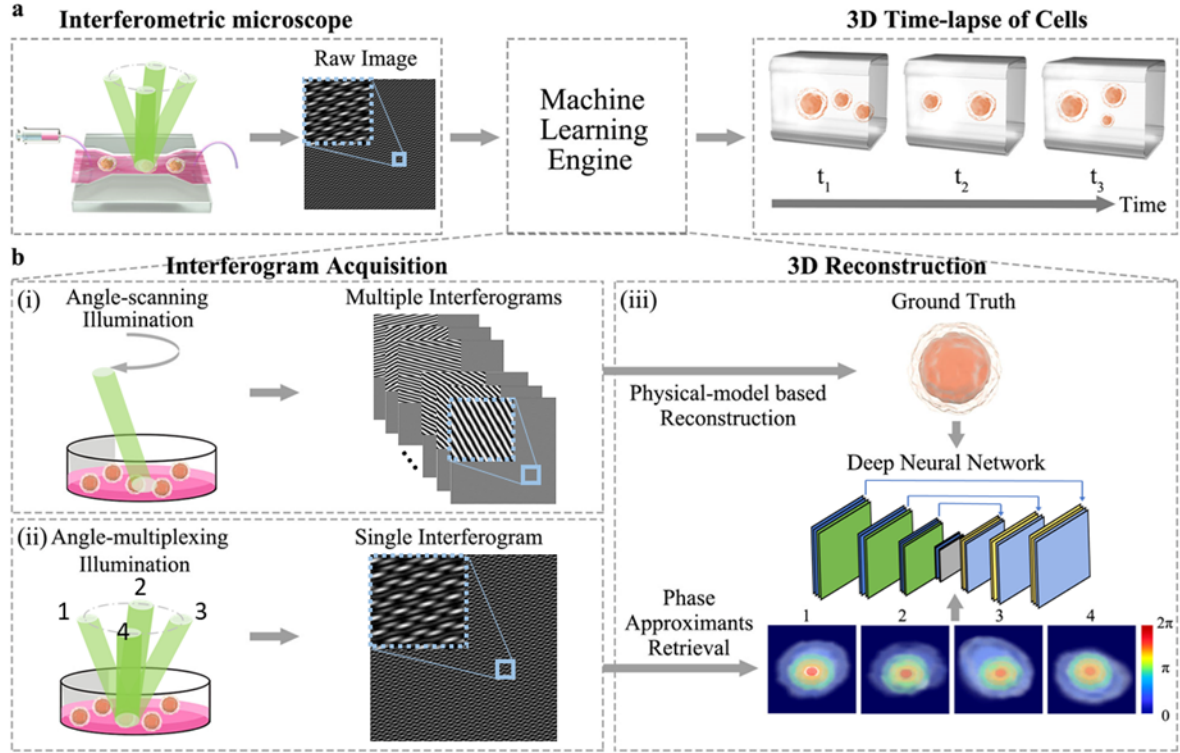 a
Interferometric microscope
3D Time-lapse of Cells
Raw Image
Machine
Learning
Engine
t1
t2
t3
Time
b
Interferogram Acquisition
3D Reconstruction
(i)
Angle-scanning
Illumination
Multiple Interferograms
(iii)
Ground Truth
Physical-model based
Reconstruction
Deep Neural Network
(ii)
Angle-multiplexing
Illumination
1
2
3
4
Single Interferogram
Phase
Approximants
Retrieval
1
2
3
4
2π
π
0